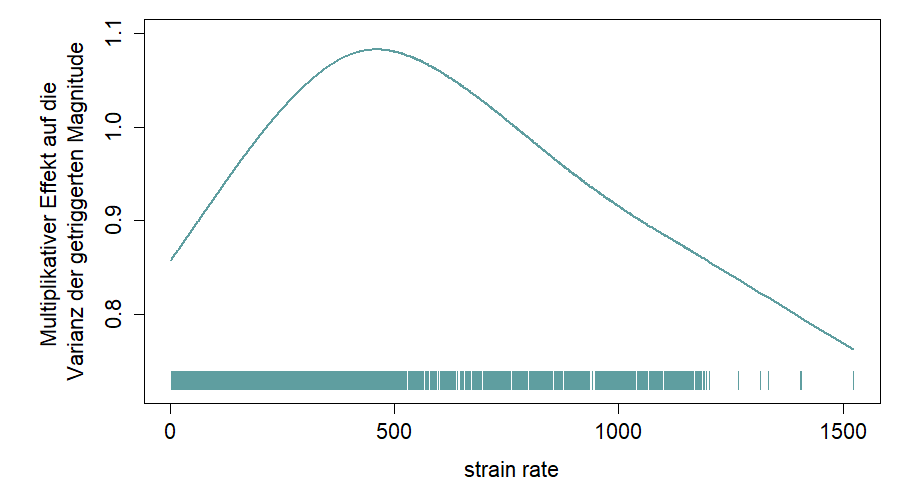 Multiplikativer Effekt auf die
Varianz der getriggerten Magnitude
1.1
1.0
0.9
0.8
0 500 1000 1500
strain rate